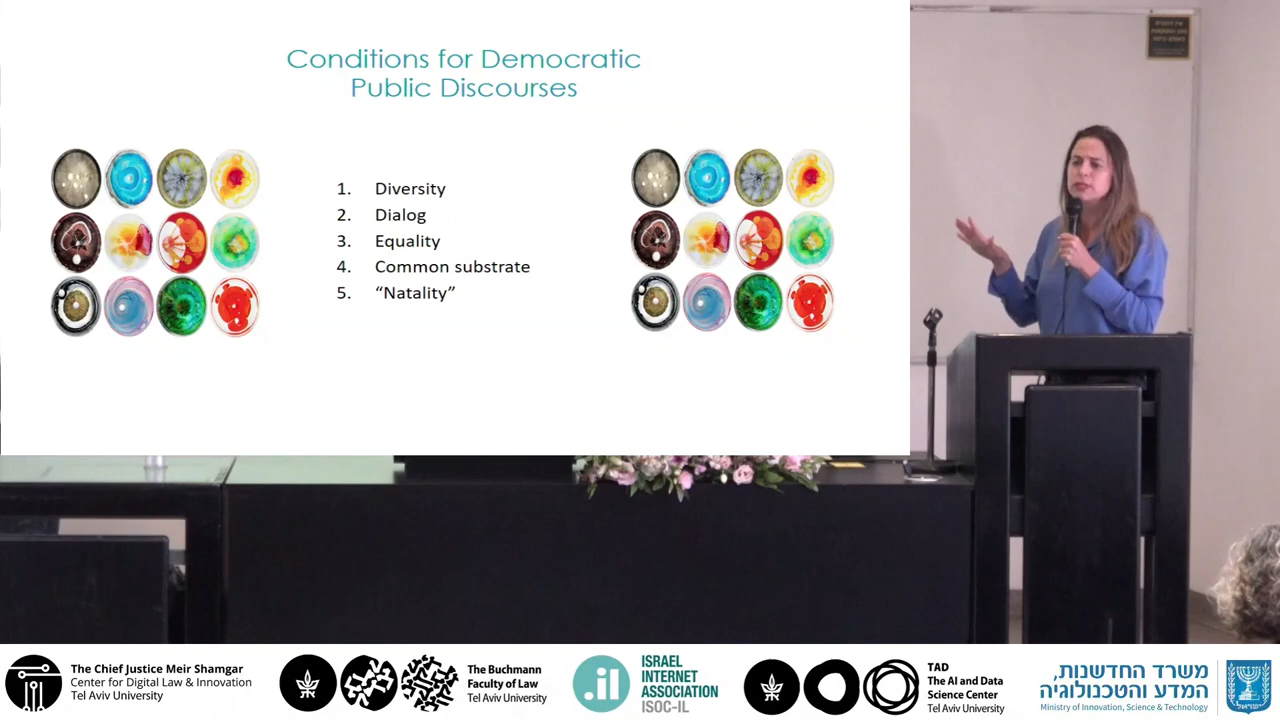 Conditions for Democratic
Public Discourses
1. Diversity
2. Dialog
3. Equality
4. Common substrate
5. “Natality”
The Chief Justice Meir Shamgar
Center for Digital Law & Innovation
Tel Aviv University
The Buchmann
Faculty of Law
Tel Aviv University
.il
ISRAEL
INTERNET
ASSOCIATION
ISOC-IL
TAD
The AI and Data
Science Center
Tel Aviv University
משרד החדשנות,
המדע והטכנולוגיה
Ministry of Innovation, Science & Technology